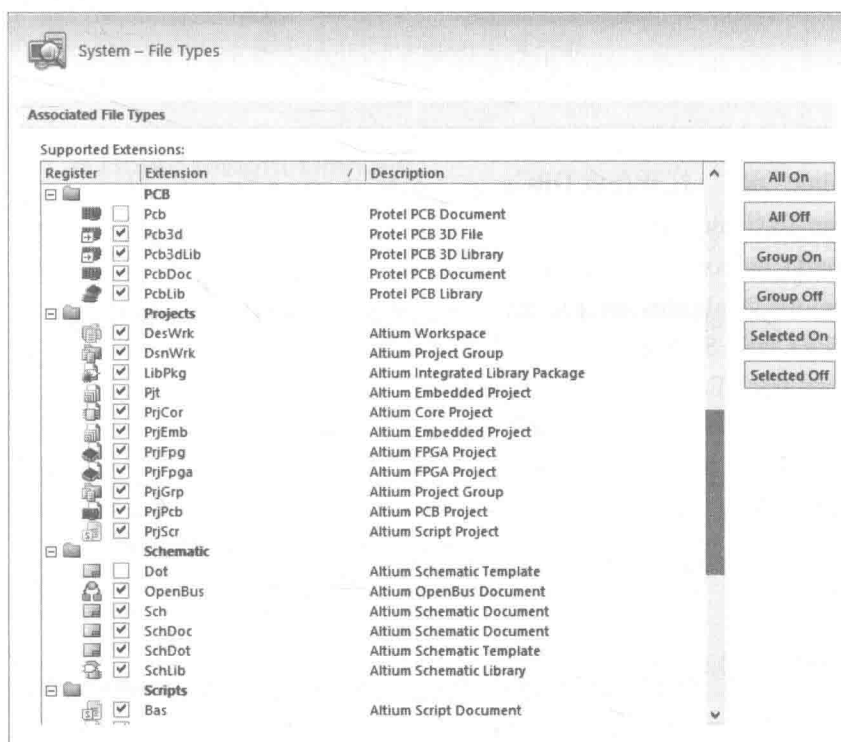 System – File Types
Associated File Types
Supported Extensions:
Register Extension / Description
All On
All Off
Group On
Group Off
Selected On
Selected Off
PCB
Pcb Protel PCB Document
Pcb3d Protel PCB 3D File
Pcb3dLib Protel PCB 3D Library
PcbDoc Protel PCB Document
PcbLib Protel PCB Library
Projects
DesWrk Altium Workspace
DsnWrk Altium Project Group
LibPkg Altium Integrated Library Package
Pjt Altium Embedded Project
PrjCor Altium Core Project
PrjEmb Altium Embedded Project
PrjFpg Altium FPGA Project
PrjFpga Altium FPGA Project
PrjGrp Altium Project Group
PrjPcb Altium PCB Project
PrjScr Altium Script Project
Schematic
Dot Altium Schematic Template
OpenBus Altium OpenBus Document
Sch Altium Schematic Document
SchDoc Altium Schematic Document
SchDot Altium Schematic Template
SchLib Altium Schematic Library
Scripts
Bas Altium Script Document